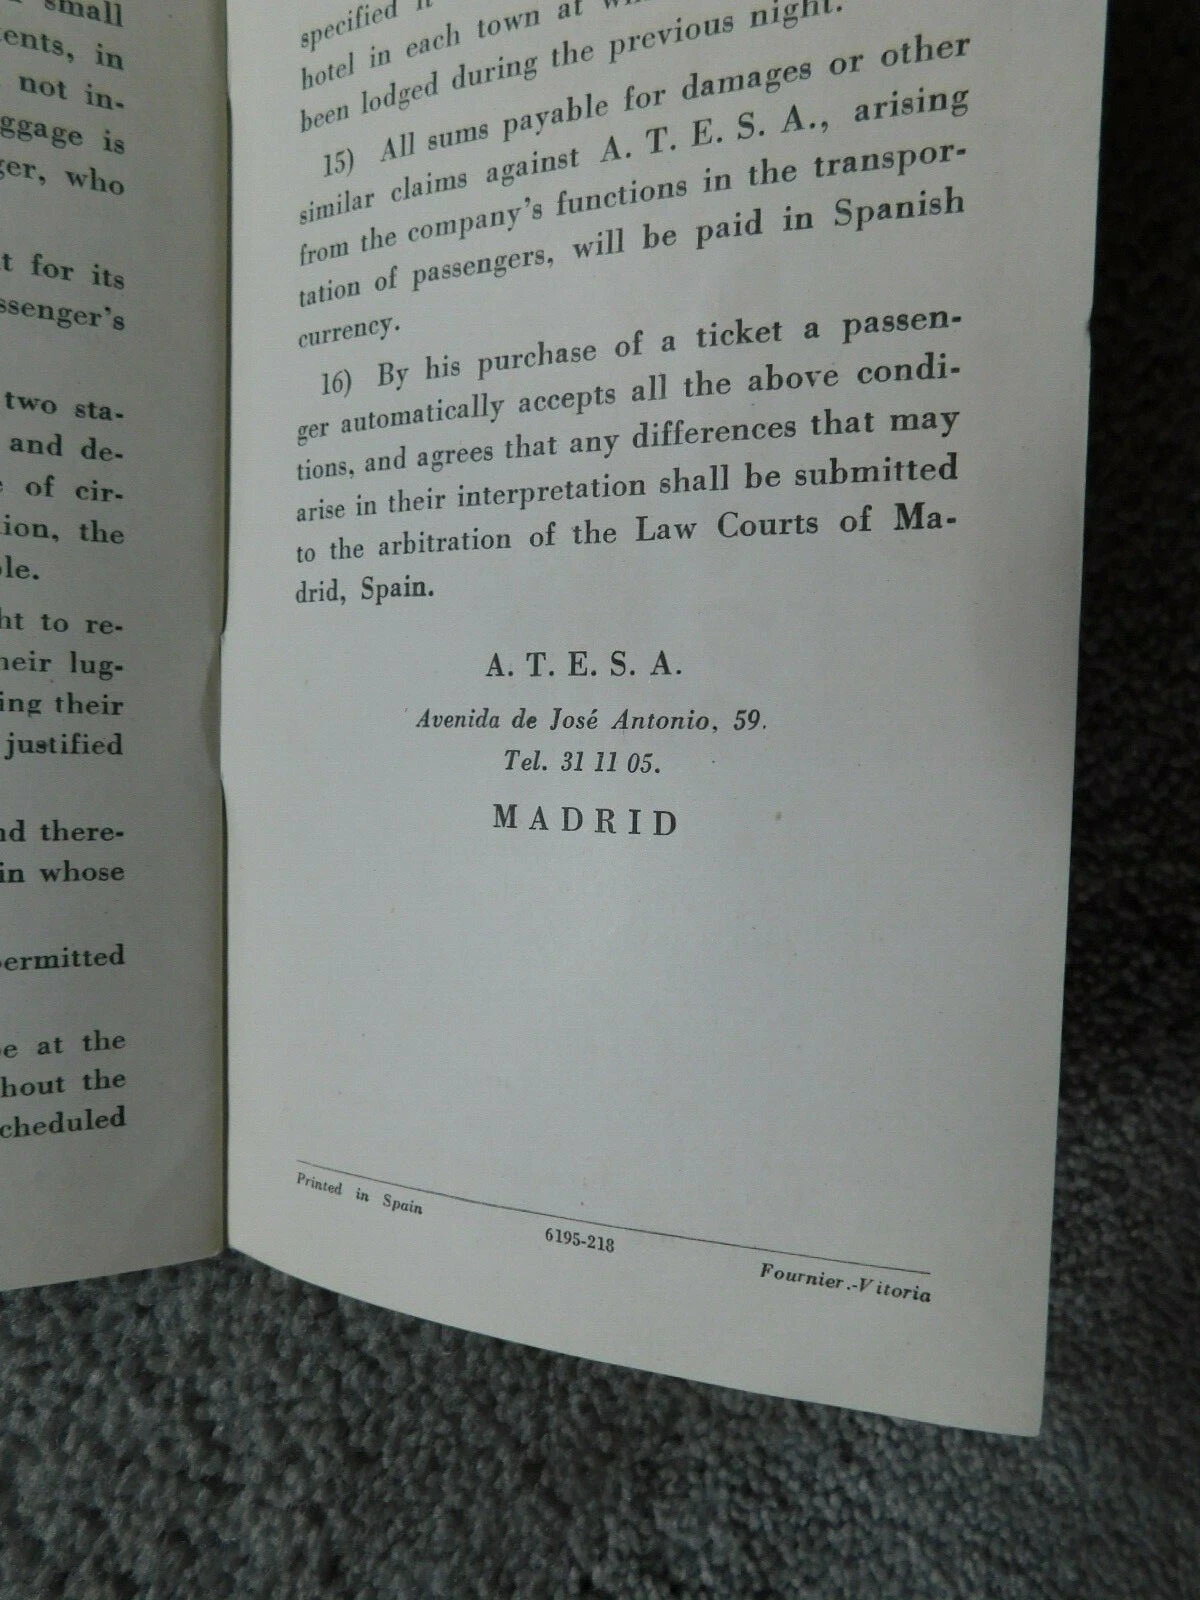 small
ents, in
not in-
ggage is
ger, who
t for its
ssenger's
two sta-
and de-
of cir-
ion, the
le.
ht to re-
heir lug-
ing their
justified
nd there-
in whose
ermitted
e at the
hout the
cheduled
specified
hotel in each town at
been lodged during the previous night.
15) All sums payable for damages or other
similar claims against A. T. E. S. A., arising
from the company's functions in the transpor-
tation of passengers, will be paid in Spanish
currency.
16) By his purchase of a ticket a passen-
ger automatically accepts all the above condi-
tions, and agrees that any differences that may
arise in their interpretation shall be submitted
to the arbitration of the Law Courts of Ma-
drid, Spain.
A. T. E. S. A.
Avenida de José Antonio, 59.
Tel. 31 11 05.
MADRID
Printed in Spain
6195-218
Fournier.-Vitoria